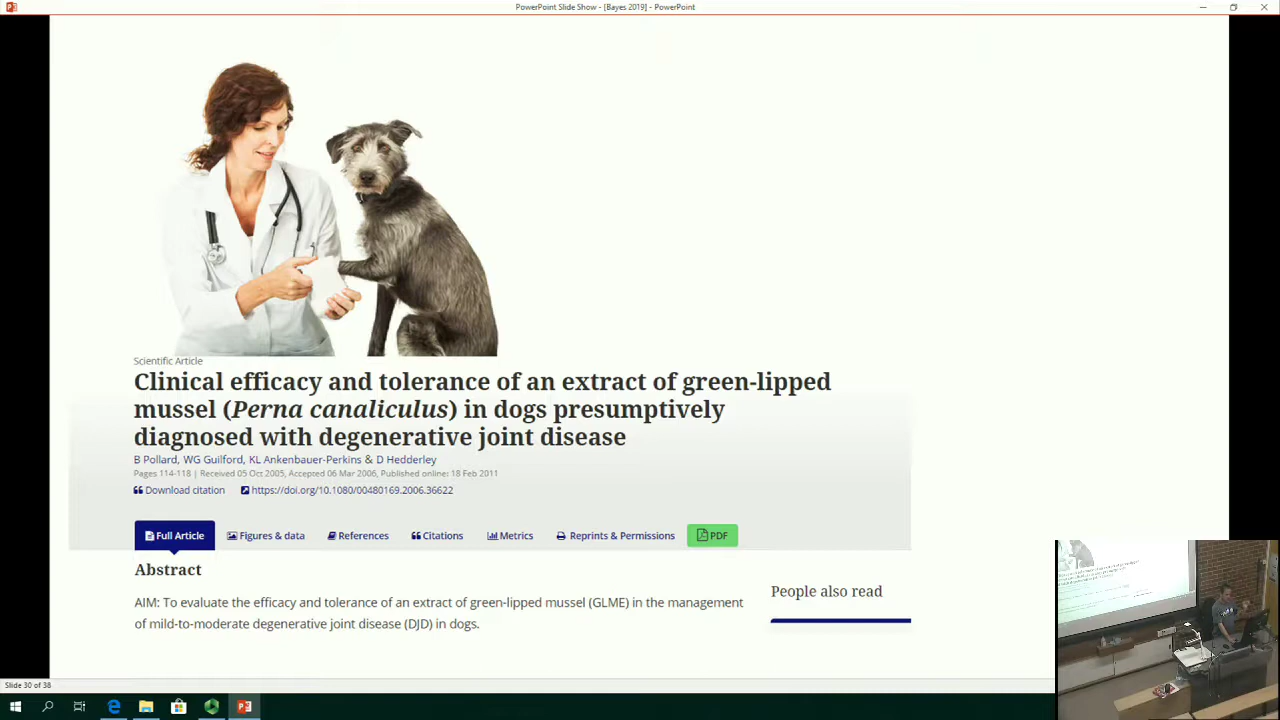 PowerPoint Slide Show - [Bayes 2019] - PowerPoint
Scientific Article
Clinical efficacy and tolerance of an extract of green-lipped
mussel (Perna canaliculus) in dogs presumptively
diagnosed with degenerative joint disease
B Pollard, WG Guilford, KL Ankenbauer-Perkins & D Hedderley
Pages 114-118 | Received 05 Oct 2005, Accepted 06 Mar 2006, Published online: 18 Feb 2011
Download citation https://doi.org/10.1080/00480169.2006.36622
Full Article Figures & data References Citations Metrics Reprints & Permissions PDF
Abstract
AIM: To evaluate the efficacy and tolerance of an extract of green-lipped mussel (GLME) in the management
of mild-to-moderate degenerative joint disease (DJD) in dogs.
People also read
Slide 30 of 38